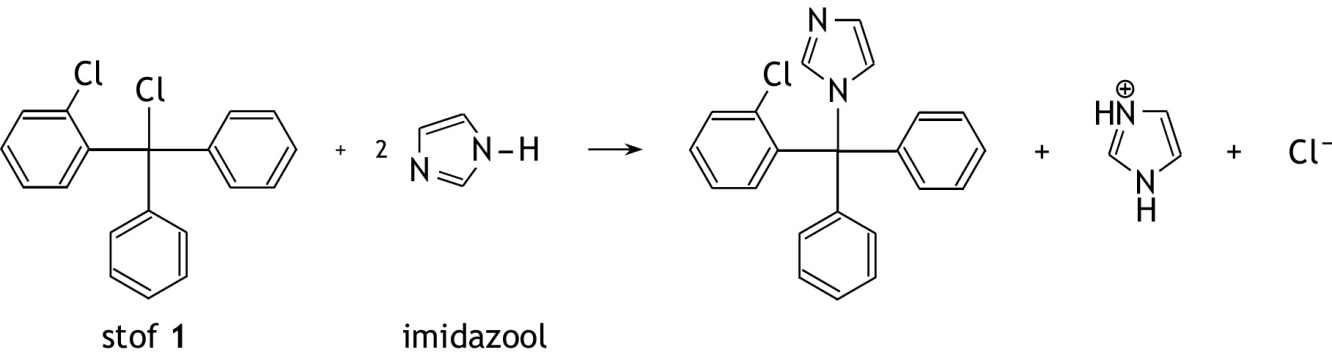 Cl Cl + 2 N N–H → Cl N N + HN⊕ N H + Cl⁻
stof 1 imidazool